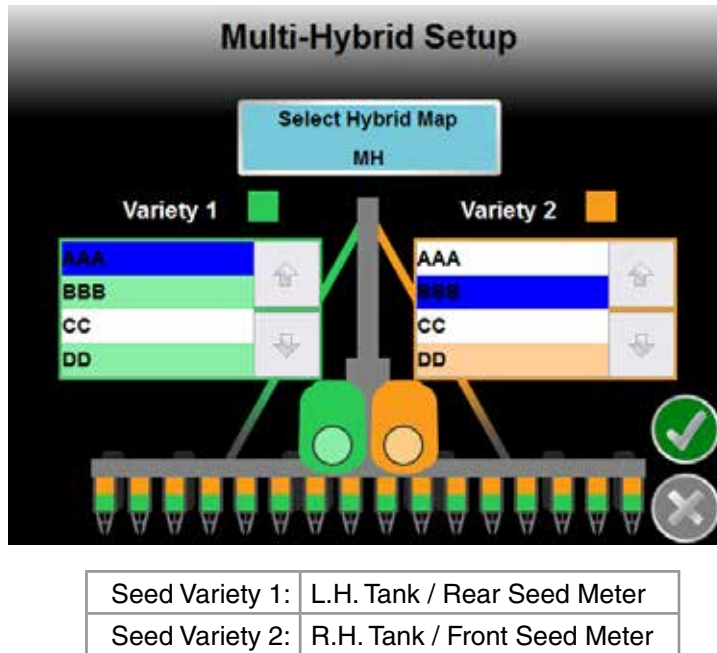 Multi-Hybrid Setup
Select Hybrid Map
MH
Variety 1
Variety 2
AAA
BBB
CC
DD
AAA
BBB
CC
DD
Seed Variety 1: L.H. Tank / Rear Seed Meter
Seed Variety 2: R.H. Tank / Front Seed Meter